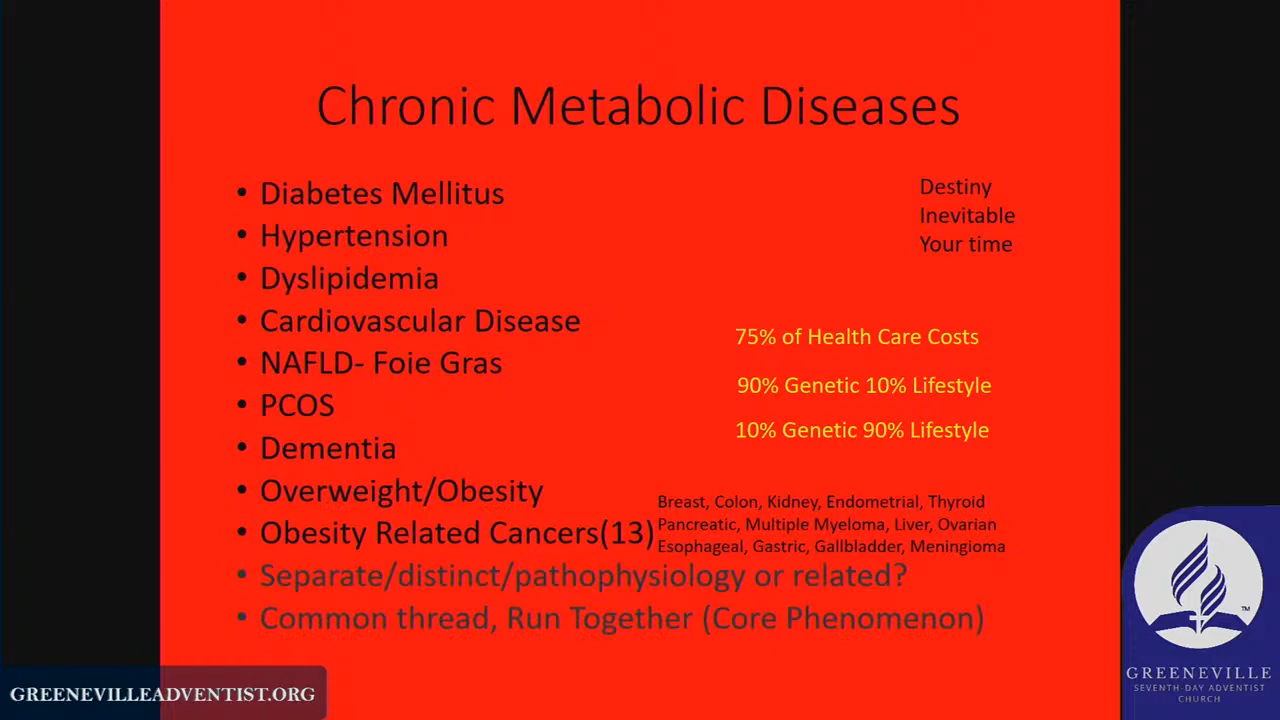 Chronic Metabolic Diseases
• Diabetes Mellitus
• Hypertension
• Dyslipidemia
• Cardiovascular Disease
• NAFLD- Foie Gras
• PCOS
• Dementia
• Overweight/Obesity
• Obesity Related Cancers(13)
• Separate/distinct/pathophysiology or related?
• Common thread, Run Together (Core Phenomenon)
Destiny
Inevitable
Your time
75% of Health Care Costs
90% Genetic 10% Lifestyle
10% Genetic 90% Lifestyle
Breast, Colon, Kidney, Endometrial, Thyroid
Pancreatic, Multiple Myeloma, Liver, Ovarian
Esophageal, Gastric, Gallbladder, Meningioma
GREENEVILLEADVENTIST.ORG
TM
GREENEVILLE
SEVENTH-DAY ADVENTIST
CHURCH